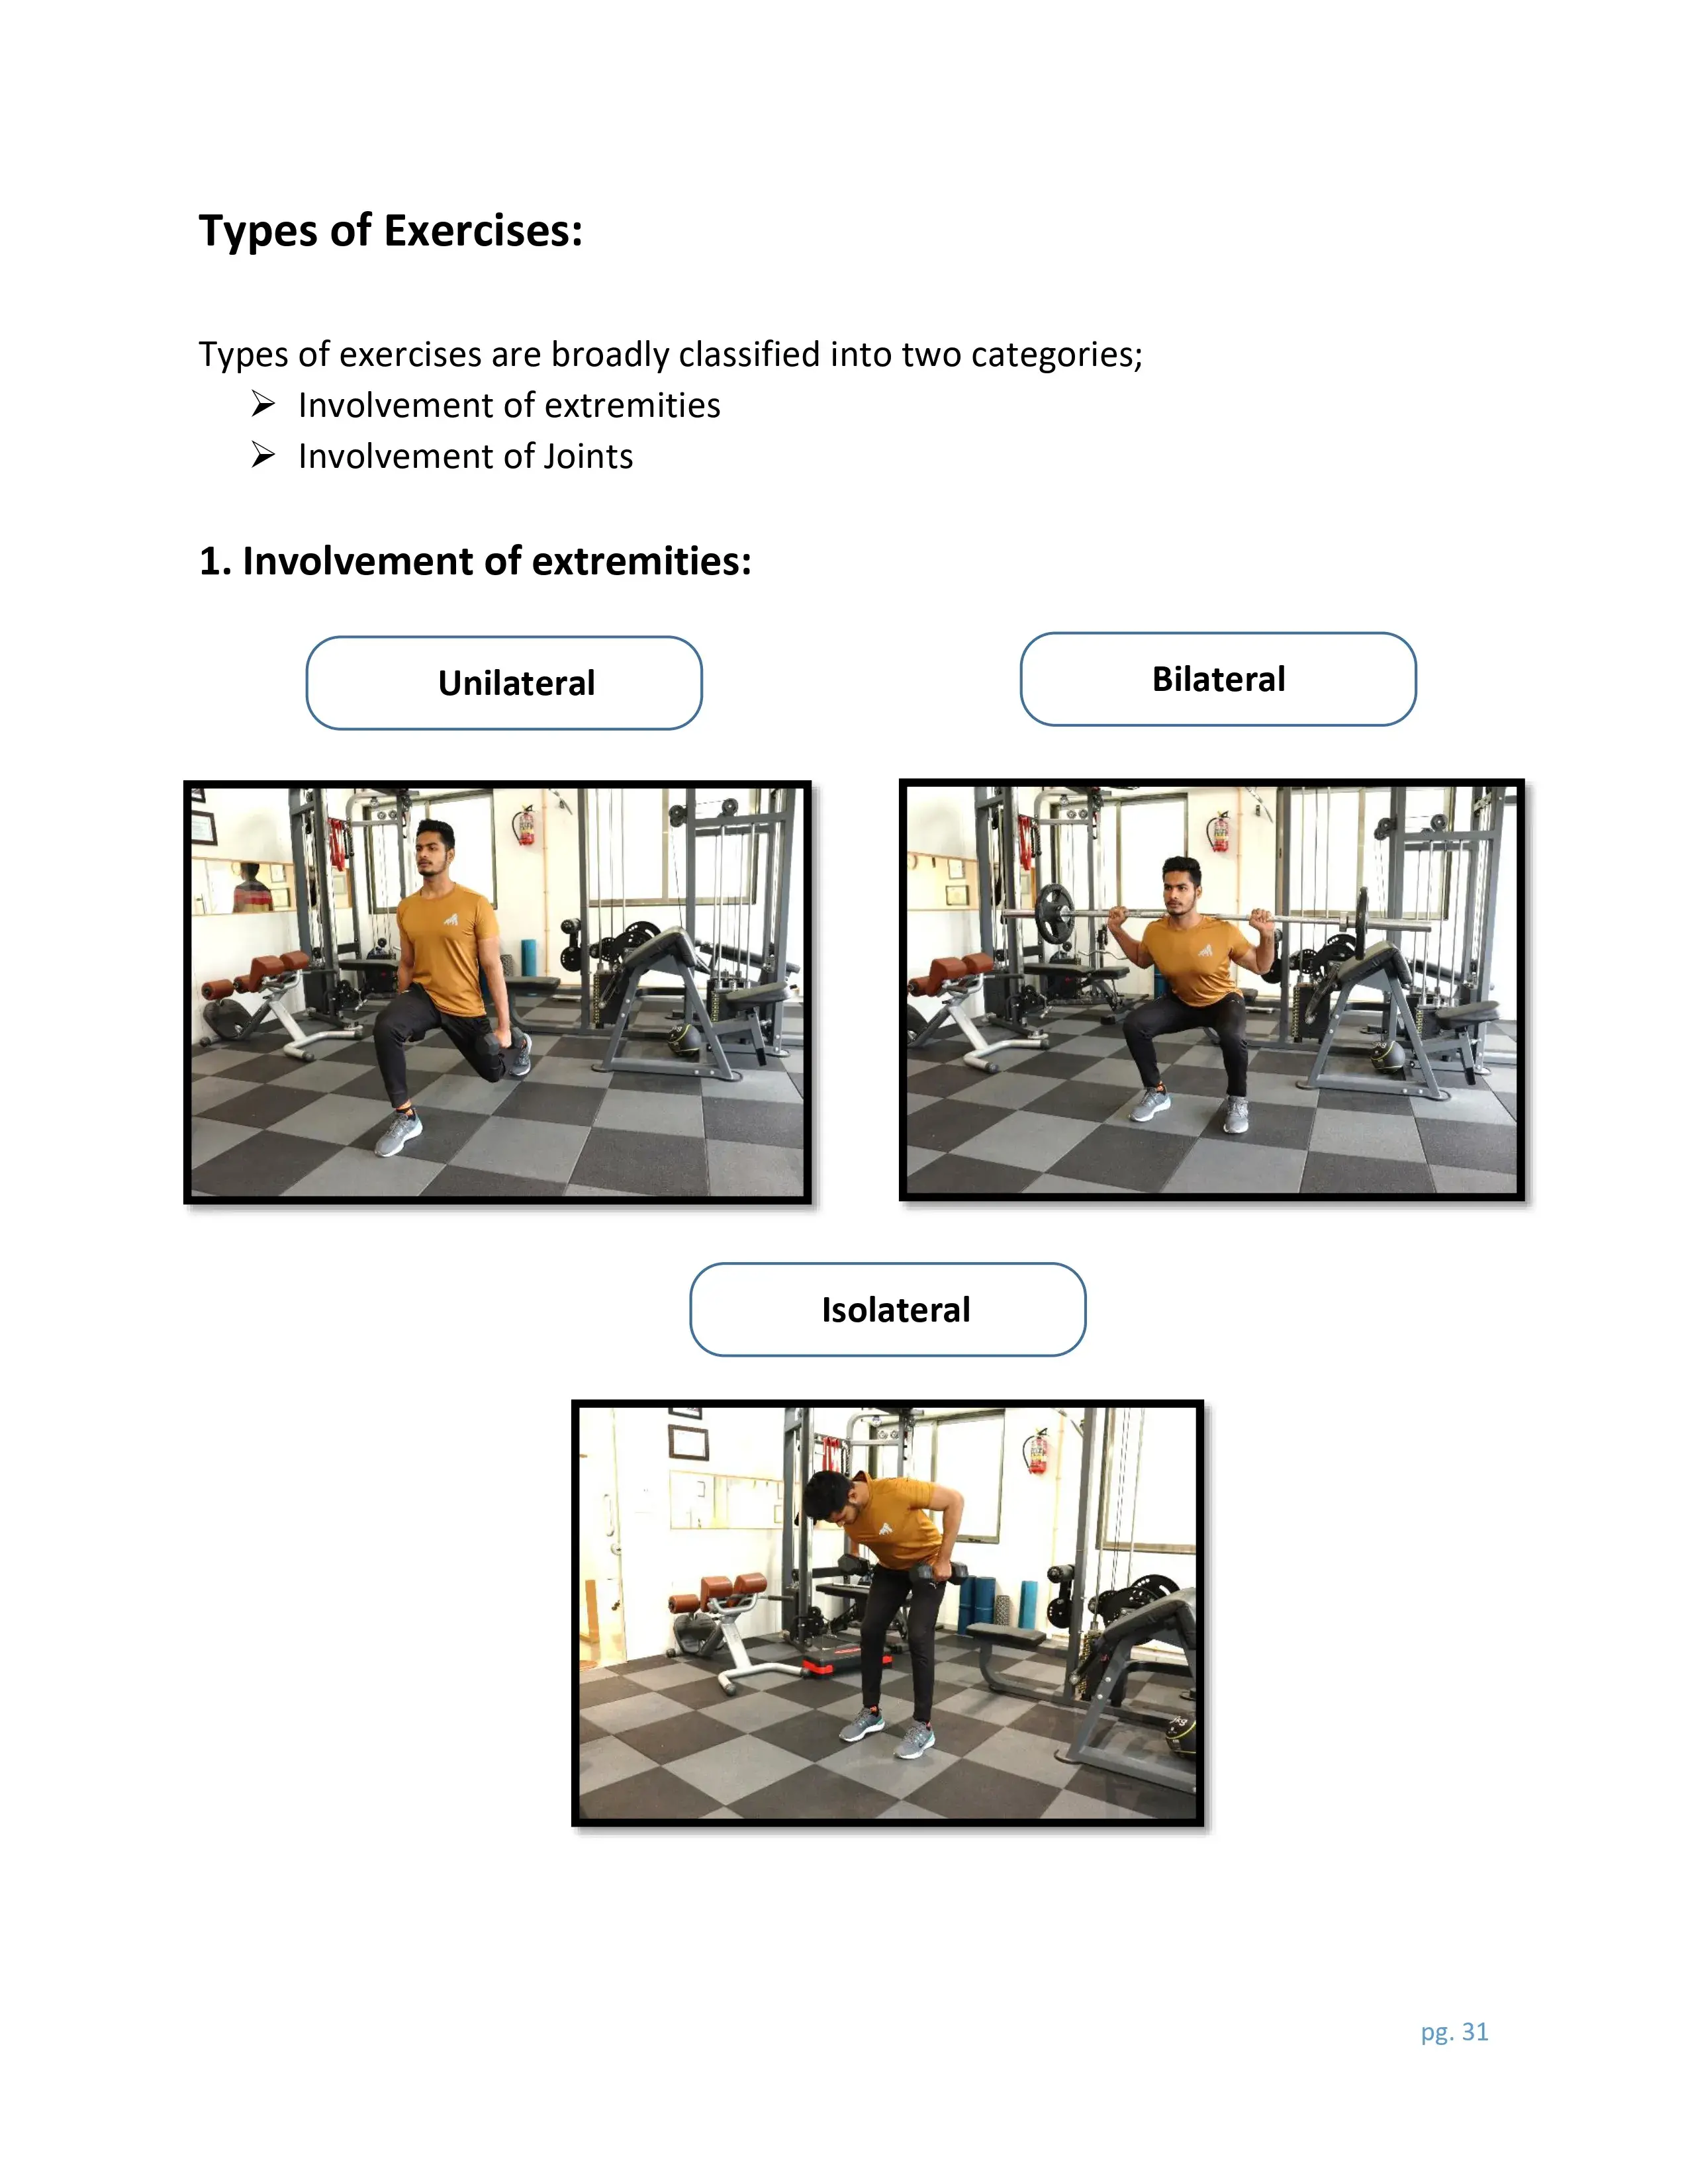 Types of Exercises:
Types of exercises are broadly classified into two categories;
➢ Involvement of extremities
➢ Involvement of Joints
1. Involvement of extremities:
Unilateral
Bilateral
Isolateral
pg. 31